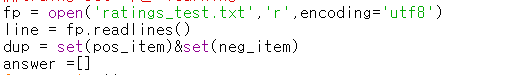 fp = open('ratings_test.txt','r',encoding='utf8')
line = fp.readlines()
dup = set(pos_item)&set(neg_item)
answer =[]